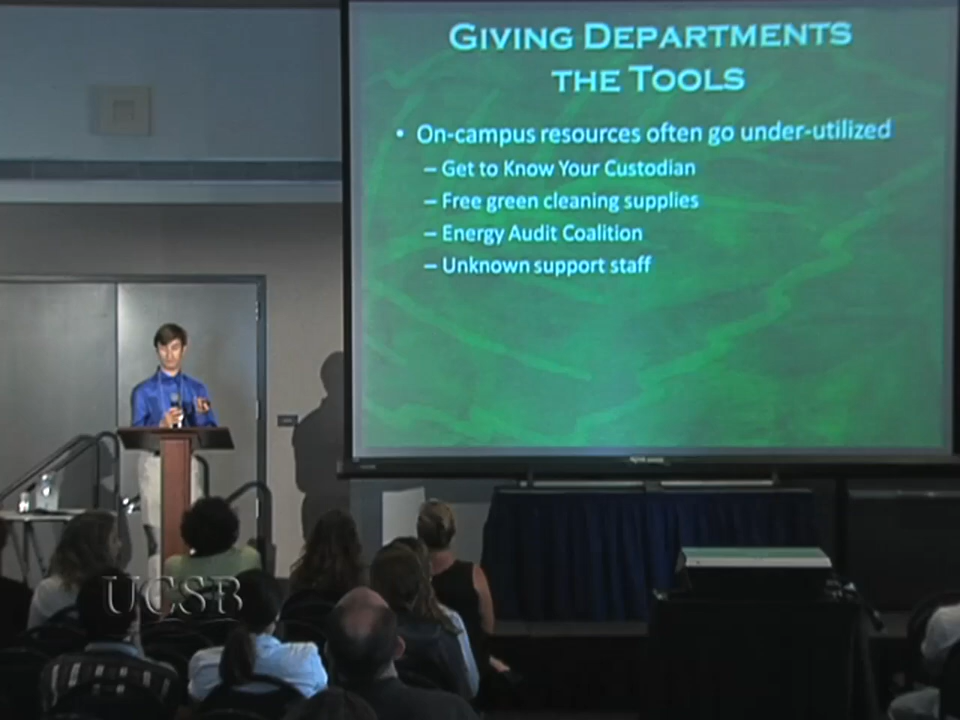 GIVING DEPARTMENTS
THE TOOLS
• On-campus resources often go under-utilized
– Get to Know Your Custodian
– Free green cleaning supplies
– Energy Audit Coalition
– Unknown support staff
UCSB